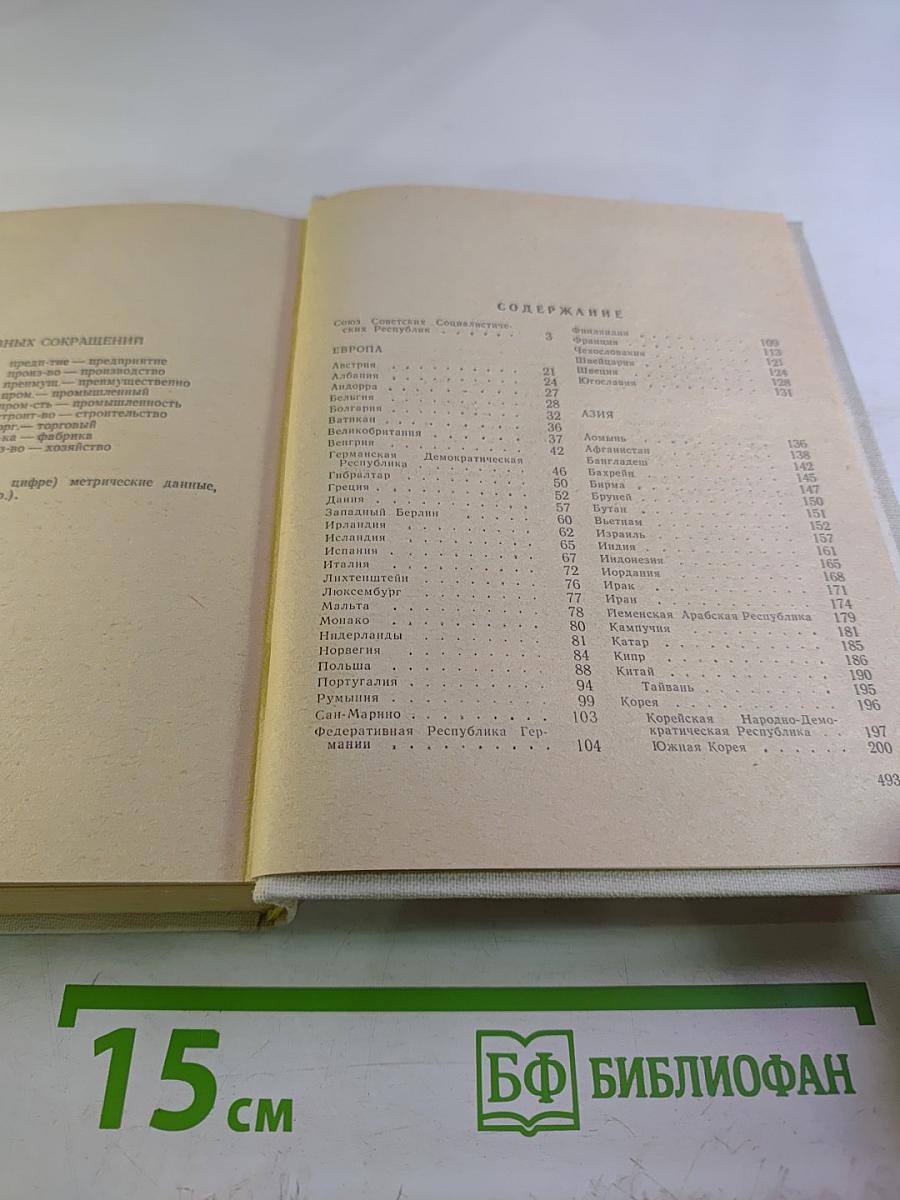 ВНЫХ СОКРАЩЕНИЙ
предп-тие — предприятие
произ-во — производство
преимущ. — преимущественно
пром. — промышленный
пром-сть — промышленность
строит-во — строительство
торг. — торговый
ка — фабрика
з-во — хозяйство
цифре) метрические данные,
СОДЕРЖАНИЕ
Союз Советских Социалистиче-
ских Республик . . . . . 3
ЕВРОПА
Австрия . . . . . 21
Албания . . . . . 24
Андорра . . . . . 27
Бельгия . . . . . 28
Болгария . . . . . 32
Ватикан . . . . . 36
Великобритания . . . . . 37
Венгрия . . . . . 42
Германская Демократическая
Республика . . . . . 46
Гибралтар . . . . . 50
Греция . . . . . 52
Дания . . . . . 57
Западный Берлин . . . . . 60
Ирландия . . . . . 62
Исландия . . . . . 65
Испания . . . . . 67
Италия . . . . . 72
Лихтенштейн . . . . . 76
Люксембург . . . . . 77
Мальта . . . . . 78
Монако . . . . . 80
Нидерланды . . . . . 81
Норвегия . . . . . 84
Польша . . . . . 88
Португалия . . . . . 94
Румыния . . . . . 99
Сан-Марино . . . . . 103
Федеративная Республика Гер-
мании . . . . . 104
Финляндия . . . . . 109
Франция . . . . . 113
Чехословакия . . . . . 121
Швейцария . . . . . 124
Швеция . . . . . 128
Югославия . . . . . 131
АЗИЯ
Аомынь . . . . . 136
Афганистан . . . . . 138
Бангладеш . . . . . 142
Бахрейн . . . . . 145
Бирма . . . . . 147
Бруней . . . . . 150
Бутан . . . . . 151
Вьетнам . . . . . 152
Израиль . . . . . 157
Индия . . . . . 161
Индонезия . . . . . 165
Иордания . . . . . 168
Ирак . . . . . 171
Иран . . . . . 174
Йеменская Арабская Республика 179
Кампучия . . . . . 181
Катар . . . . . 185
Кипр . . . . . 186
Китай . . . . . 190
Тайвань . . . . . 195
Корея . . . . . 196
Корейская Народно-Демо-
кратическая Республика . . 197
Южная Корея . . . . . 200
493
15 см
БФ БИБЛИОФАН